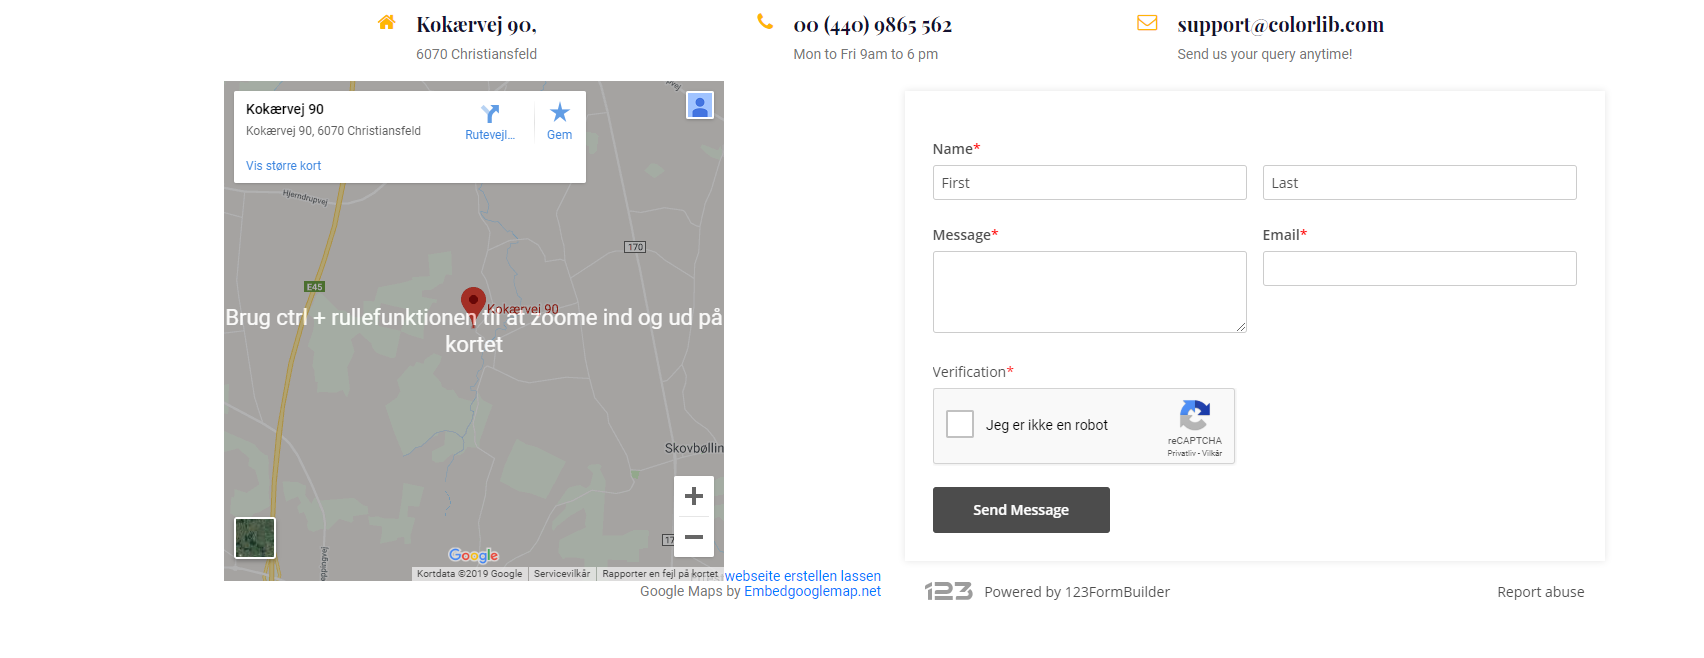 Kokærvej 90,
6070 Christiansfeld
00 (440) 9865 562
Mon to Fri 9am to 6 pm
support@colorlib.com
Send us your query anytime!
Kokærvej 90
Kokærvej 90, 6070 Christiansfeld
Rutevejl...
Gem
Vis større kort
Hjerndrupvej
170
E45
Kokærvej 90
Brug ctrl + rullefunktionen til at zoome ind og ud på
kortet
Skovbøllin
17
Google
Kortdata ©2019 Google
Servicevilkår
Rapporter en fejl på kortet
webseite erstellen lassen
Google Maps by Embedgooglemap.net
Name*
First
Last
Message*
Email*
Verification*
Jeg er ikke en robot
reCAPTCHA
Privatliv - Vilkår
Send Message
123
Powered by 123FormBuilder
Report abuse